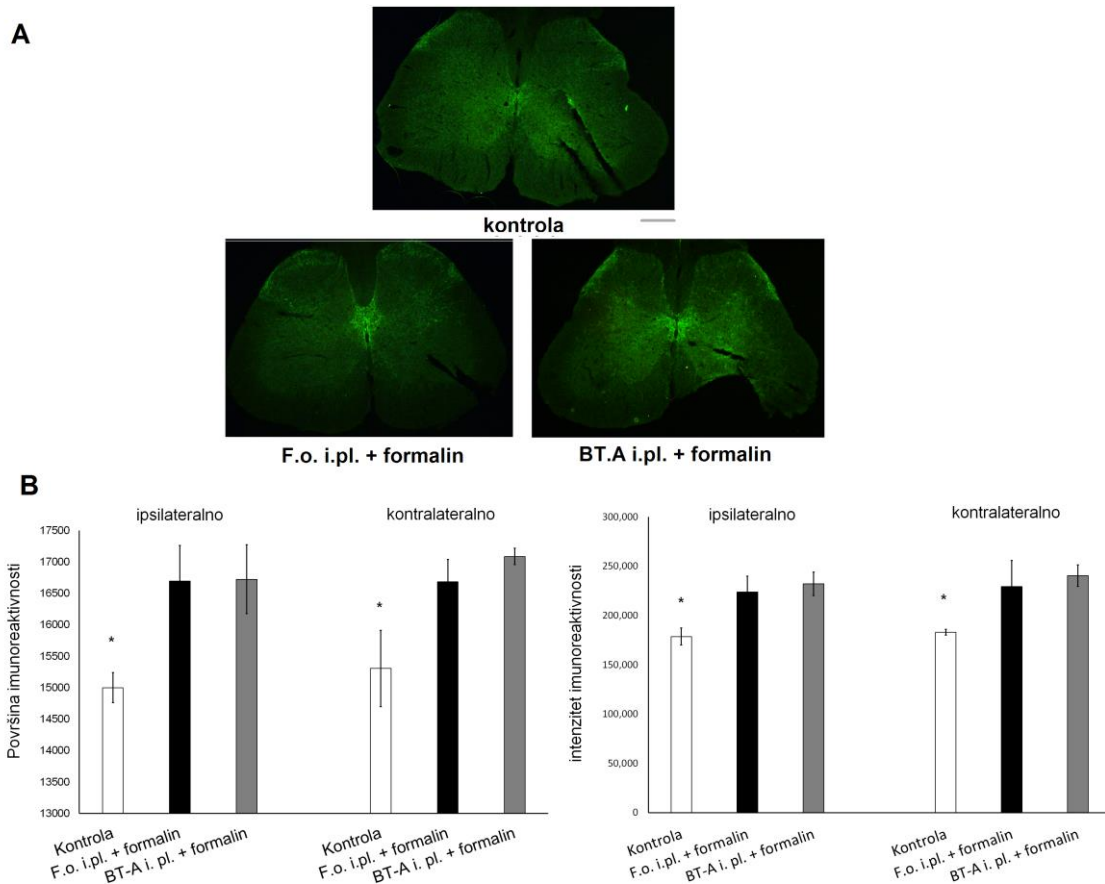 A
kontrola
F.o. i.pl. + formalin
BT.A i.pl. + formalin
B
ipsilateralno
kontralateralno
Površina imunoreaktivnosti
17500
17000
16500
16000
15500
15000
14500
14000
13500
13000
*
*
Kontrola
F.o. i.pl. + formalin
BT-A i. pl. + formalin
Kontrola
F.o. i.pl. + formalin
BT-A i. pl. + formalin
ipsilateralno
kontralateralno
intenzitet imunoreaktivnosti
300,000
250,000
200,000
150,000
100,000
50,000
0
*
*
Kontrola
F.o. i.pl. + formalin
BT-A i. pl. + formalin
Kontrola
F.o. i.pl. + formalin
BT-A i. pl. + formalin